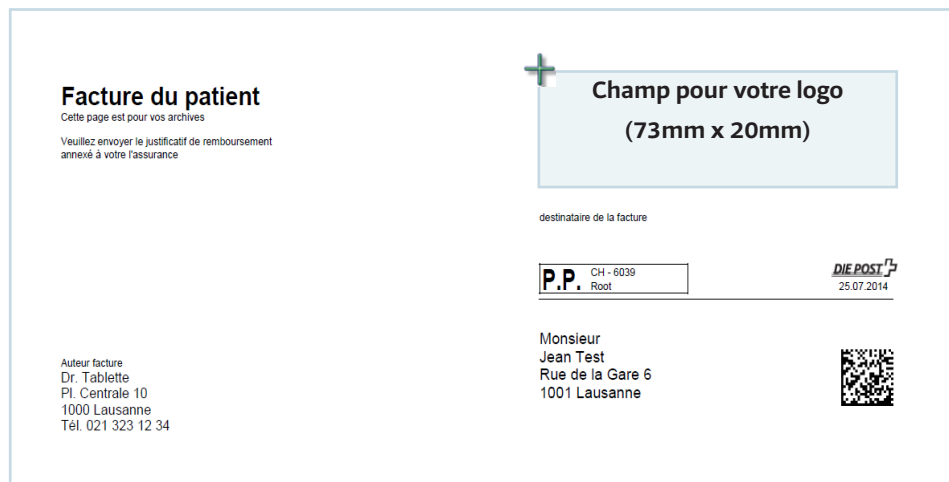 Facture du patient
Cette page est pour vos archives
Veuillez envoyer le justificatif de remboursement
annexé à votre l'assurance
Champ pour votre logo
(73mm x 20mm)
destinataire de la facture
P.P. CH - 6039
Root
DIE POST
25.07.2014
Monsieur
Jean Test
Rue de la Gare 6
1001 Lausanne
Auteur facture
Dr. Tablette
Pl. Centrale 10
1000 Lausanne
Tél. 021 323 12 34